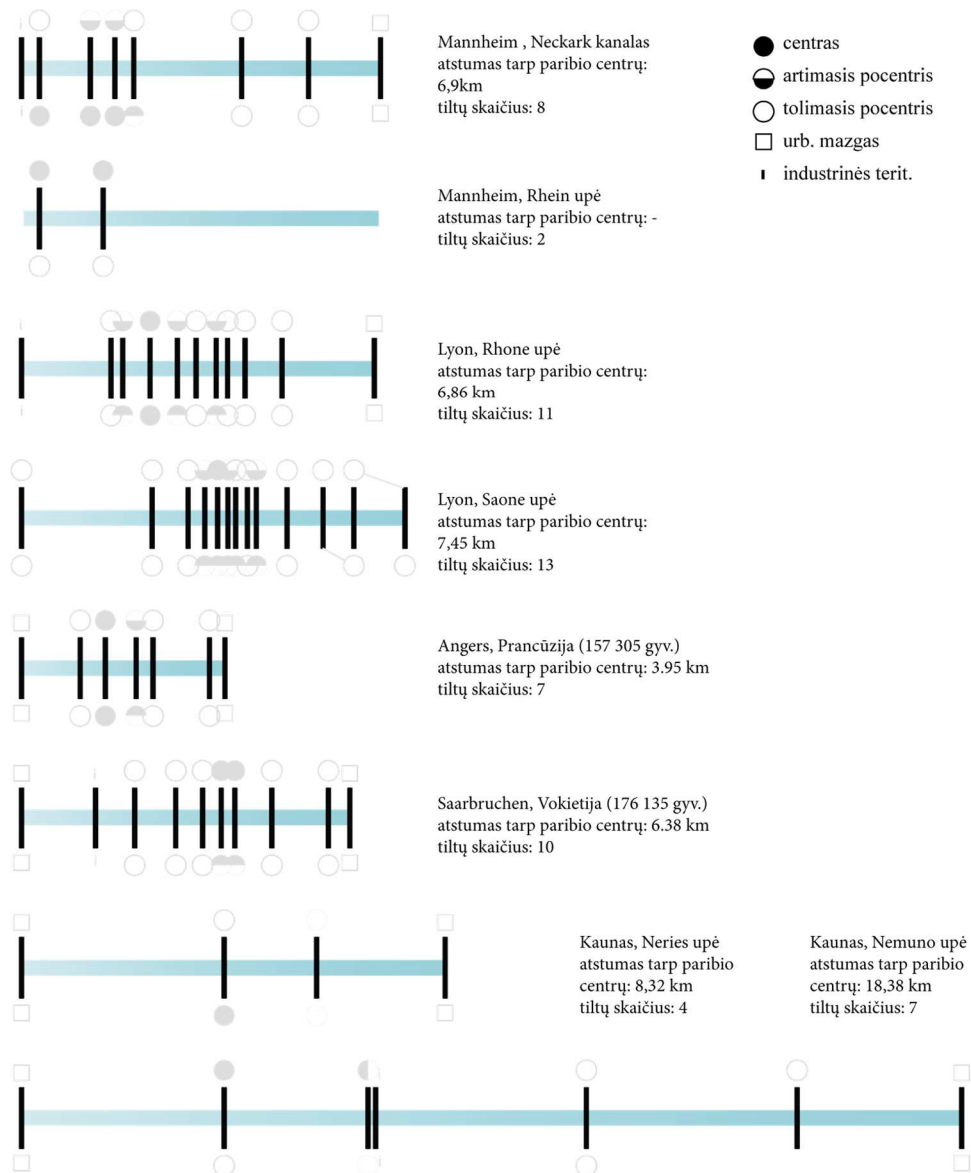 Mannheim , Neckark kanalas
atstumas tarp paribio centrų:
6,9km
tiltų skaičius: 8
centras
artimasis pocentris
tolimasis pocentris
urb. mazgas
industrinės terit.
Mannheim, Rhein upė
atstumas tarp paribio centrų: -
tiltų skaičius: 2
Lyon, Rhone upė
atstumas tarp paribio centrų:
6,86 km
tiltų skaičius: 11
Lyon, Saone upė
atstumas tarp paribio centrų:
7,45 km
tiltų skaičius: 13
Angers, Prancūzija (157 305 gyv.)
atstumas tarp paribio centrų: 3.95 km
tiltų skaičius: 7
Saarbruchen, Vokietija (176 135 gyv.)
atstumas tarp paribio centrų: 6.38 km
tiltų skaičius: 10
Kaunas, Neries upė
atstumas tarp paribio
centrų: 8,32 km
tiltų skaičius: 4
Kaunas, Nemuno upė
atstumas tarp paribio
centrų: 18,38 km
tiltų skaičius: 7